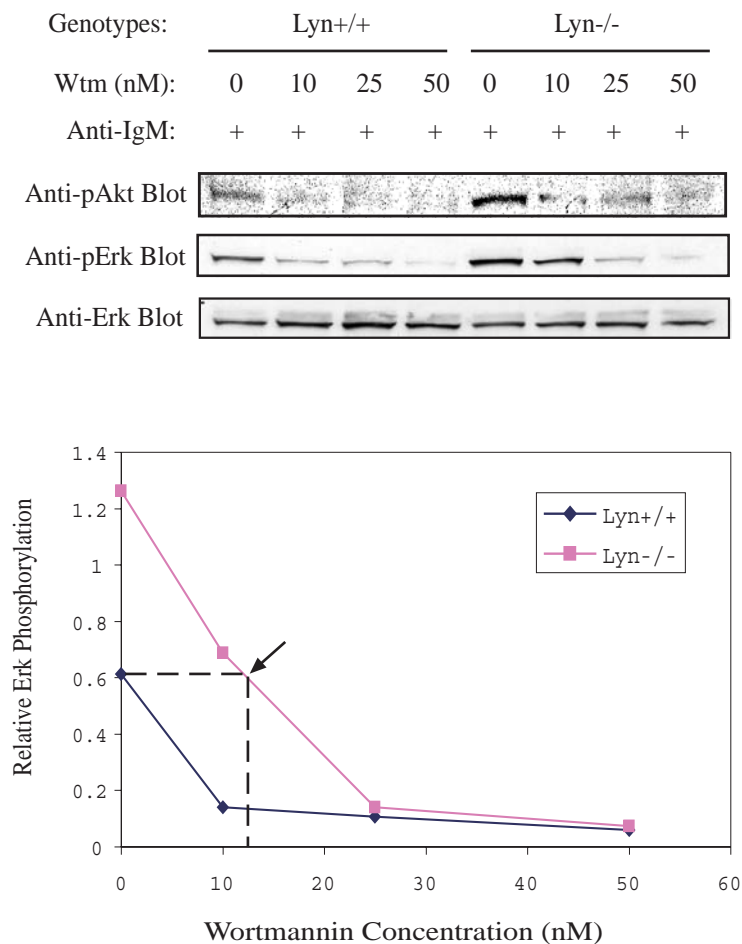 Genotypes: Lyn+/+ Lyn-/-
Wtm (nM): 0 10 25 50 0 10 25 50
Anti-IgM: + + + + + + + +
Anti-pAkt Blot
Anti-pErk Blot
Anti-Erk Blot
Relative Erk Phosphorylation
1.4
1.2
1
0.8
0.6
0.4
0.2
0
Lyn+/+
Lyn-/-
0 10 20 30 40 50 60
Wortmannin Concentration (nM)